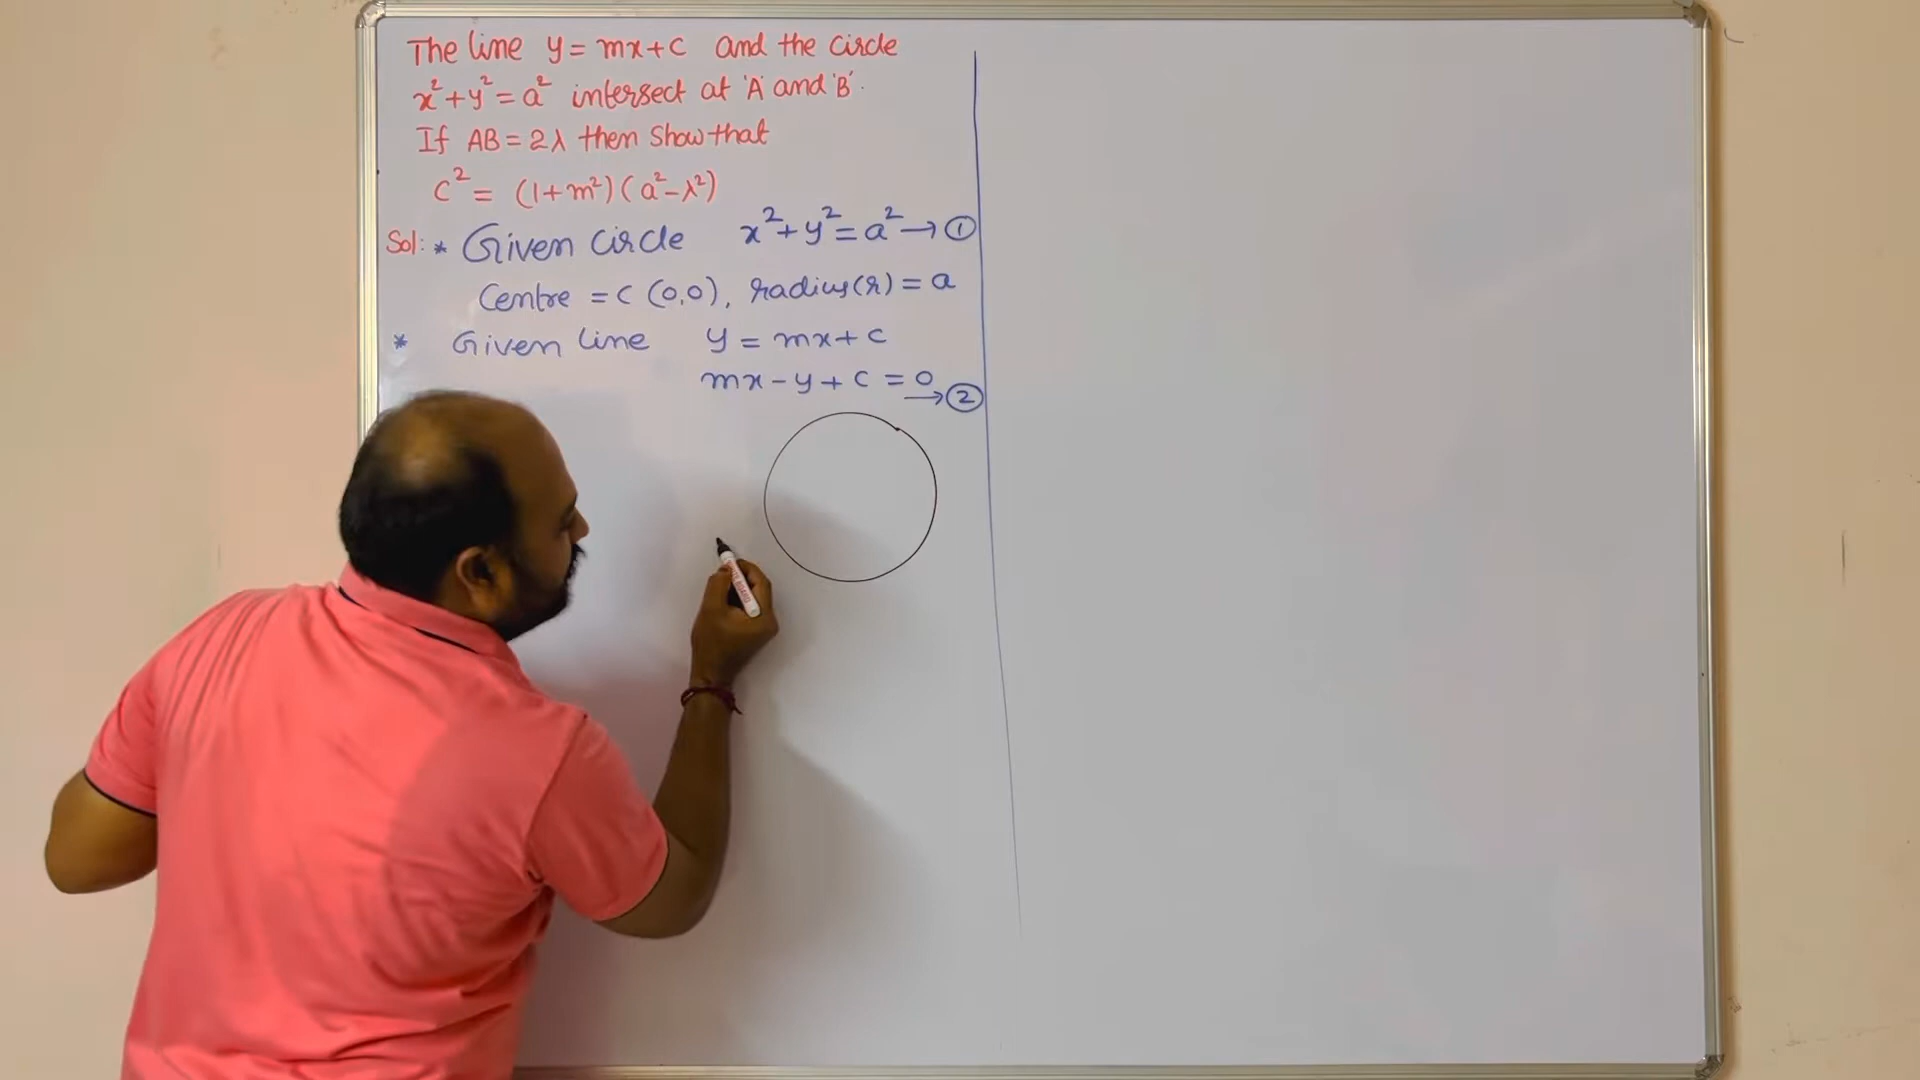 The line y = mx+c and the circle
x²+y² = a² intersect at 'A' and 'B'.
If AB = 2λ then show that
c² = (1+m²)(a²-λ²)
Sol: * Given circle x²+y² = a² → ①
Centre = C (0,0), radius(r) = a
* Given line y = mx+c
mx-y+c = 0 → ②